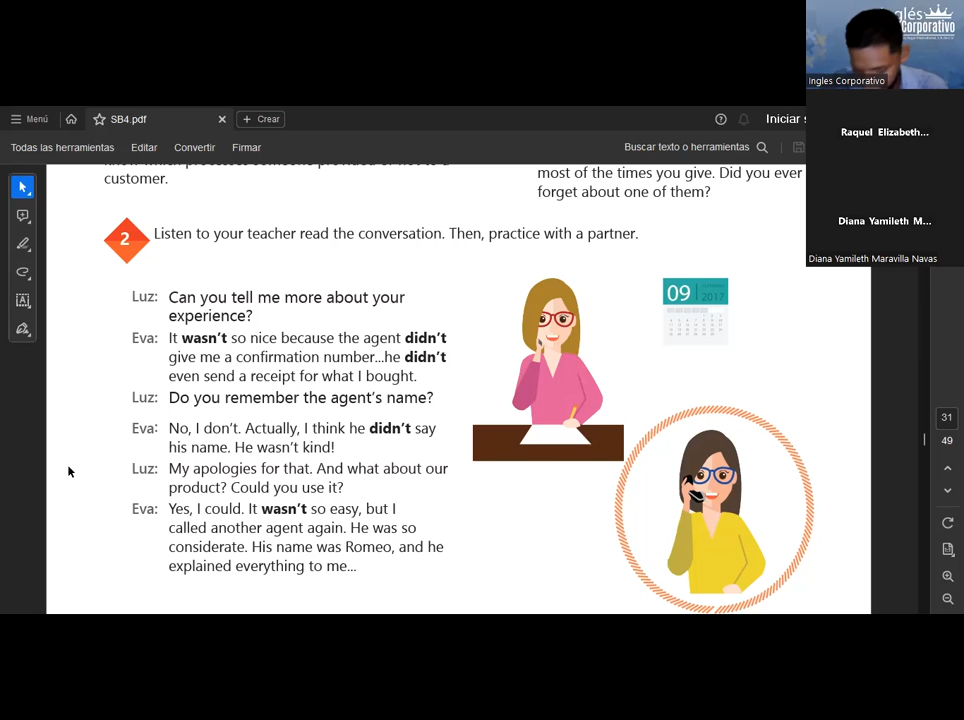 Inglés
Corporativo
Ingles Corporativo
Menú
SB4.pdf
Crear
Iniciar s
Todas las herramientas
Editar
Convertir
Firmar
Buscar texto o herramientas
Raquel Elizabeth...
Diana Yamileth M...
Diana Yamileth Maravilla Navas
customer.
most of the times you give. Did you ever
forget about one of them?
2
Listen to your teacher read the conversation. Then, practice with a partner.
Luz: Can you tell me more about your
experience?
Eva: It wasn't so nice because the agent didn't
give me a confirmation number...he didn't
even send a receipt for what I bought.
Luz: Do you remember the agent's name?
Eva: No, I don't. Actually, I think he didn't say
his name. He wasn't kind!
Luz: My apologies for that. And what about our
product? Could you use it?
Eva: Yes, I could. It wasn't so easy, but I
called another agent again. He was so
considerate. His name was Romeo, and he
explained everything to me...
09
2017
31
49